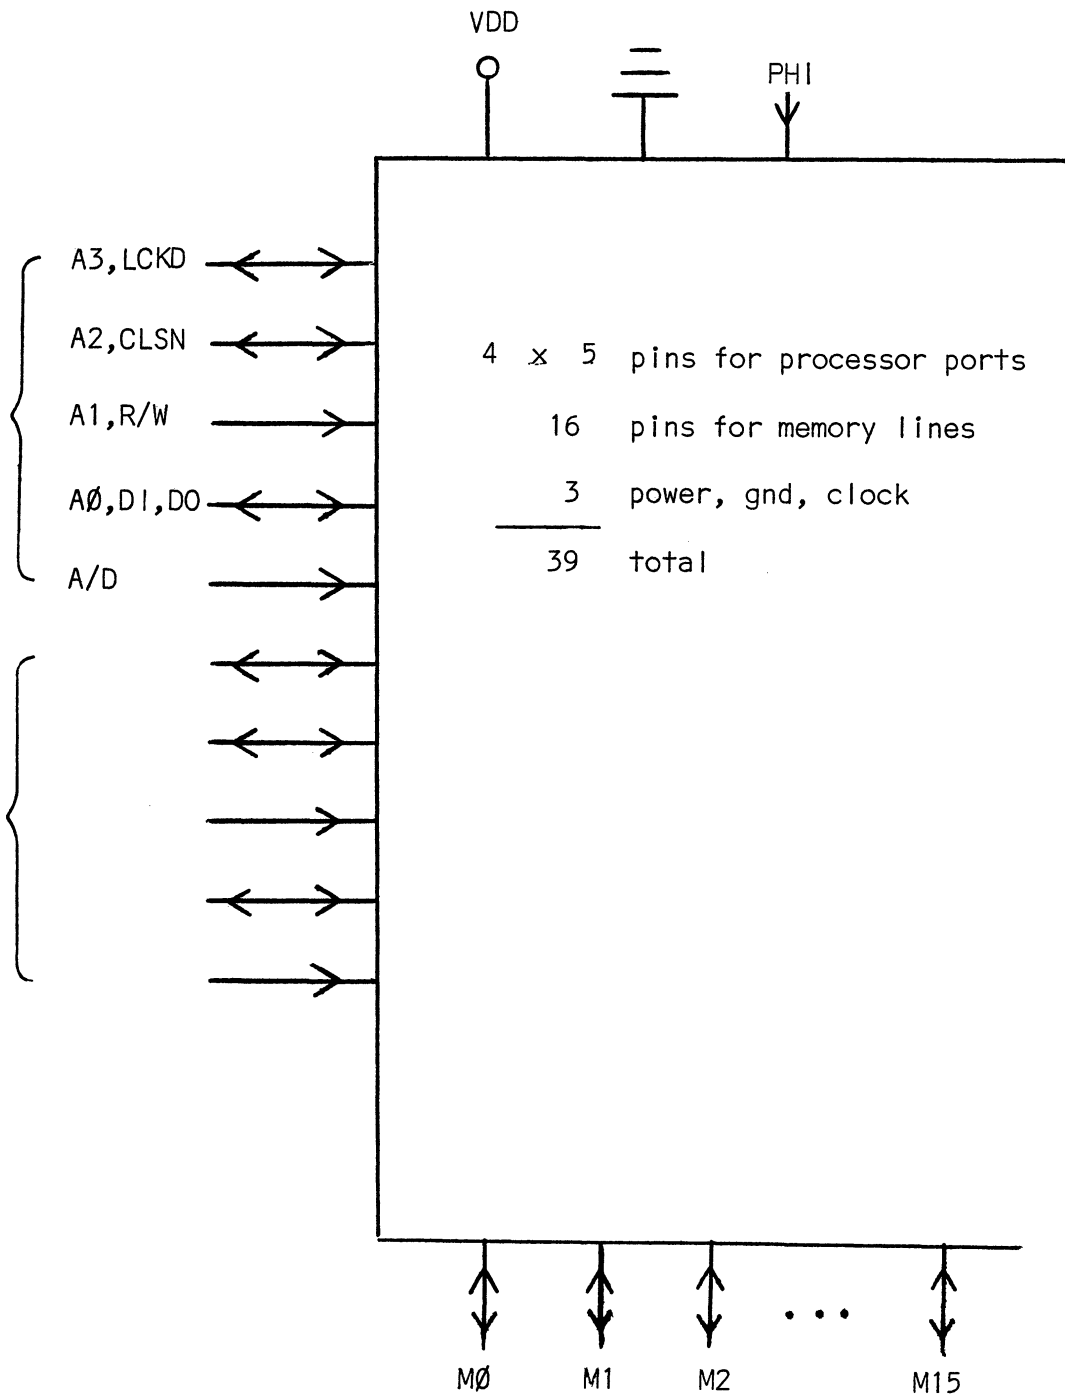 VDD
PHI
A3,LCKD
A2,CLSN
A1,R/W
AØ,DI,DO
A/D
4 x 5 pins for processor ports
16 pins for memory lines
3 power, gnd, clock
39 total
MØ M1 M2 ... M15